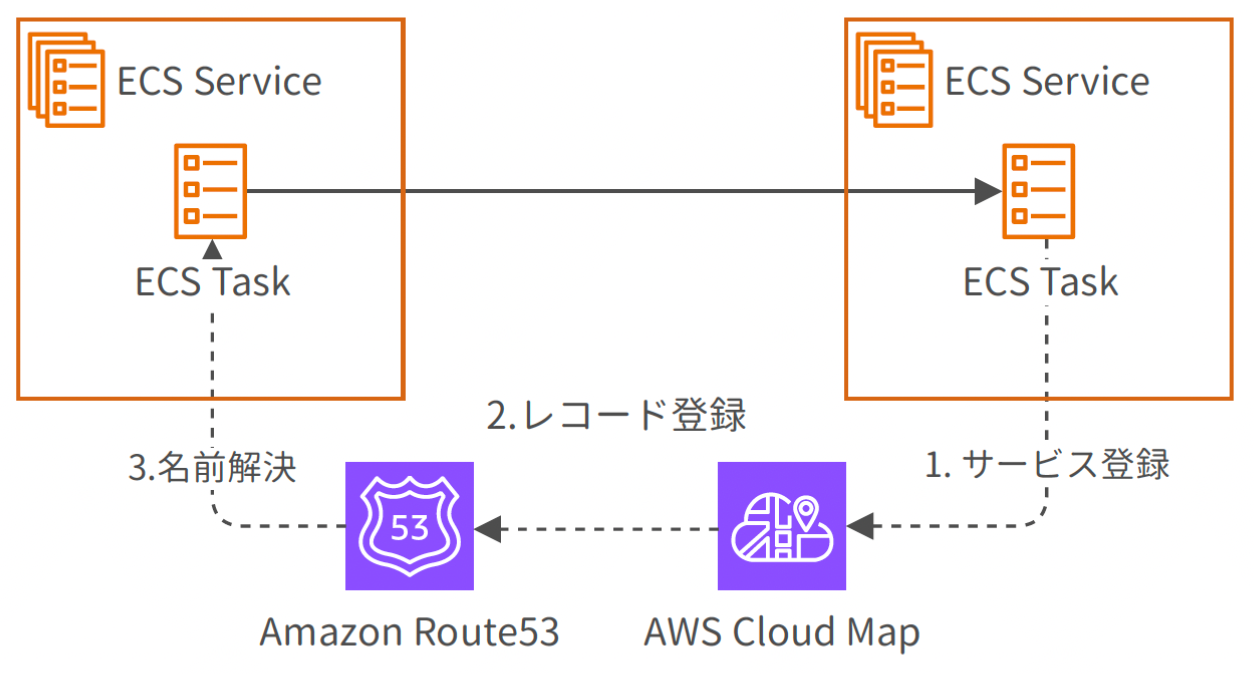 ECS Service
ECS Service
ECS Task
ECS Task
2.レコード登録
3.名前解決
1. サービス登録
53
Amazon Route53
AWS Cloud Map